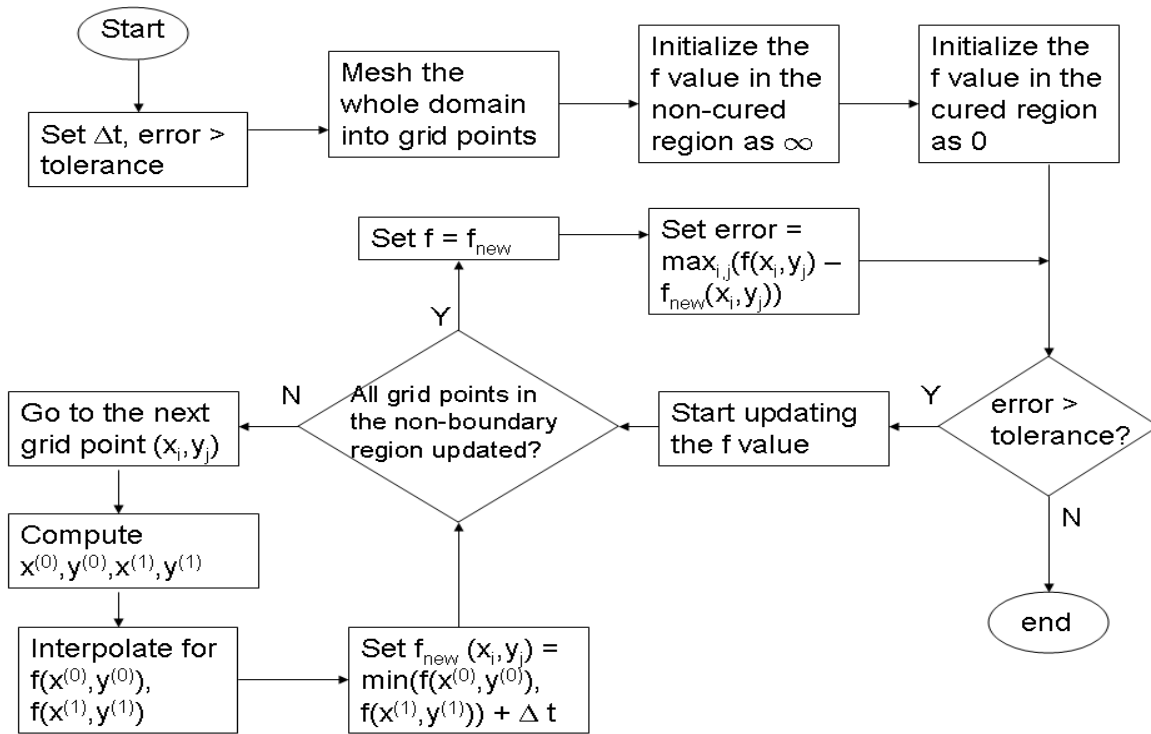 Start
Set Δt, error >
tolerance
Mesh the
whole domain
into grid points
Initialize the
f value in the
non-cured
region as ∞
Initialize the
f value in the
cured region
as 0
Set f = fₙₑw
Set error =
maxᵢ,ⱼ(f(xᵢ,yⱼ) –
fₙₑw(xᵢ,yⱼ))
Y
N
All grid points in
the non-boundary
region updated?
Start updating
the f value
Y
error >
tolerance?
N
end
Go to the next
grid point (xᵢ,yⱼ)
Compute
x⁽⁰⁾,y⁽⁰⁾,x⁽¹⁾,y⁽¹⁾
Interpolate for
f(x⁽⁰⁾,y⁽⁰⁾),
f(x⁽¹⁾,y⁽¹⁾)
Set fₙₑw (xᵢ,yⱼ) =
min(f(x⁽⁰⁾,y⁽⁰⁾),
f(x⁽¹⁾,y⁽¹⁾)) + Δ t